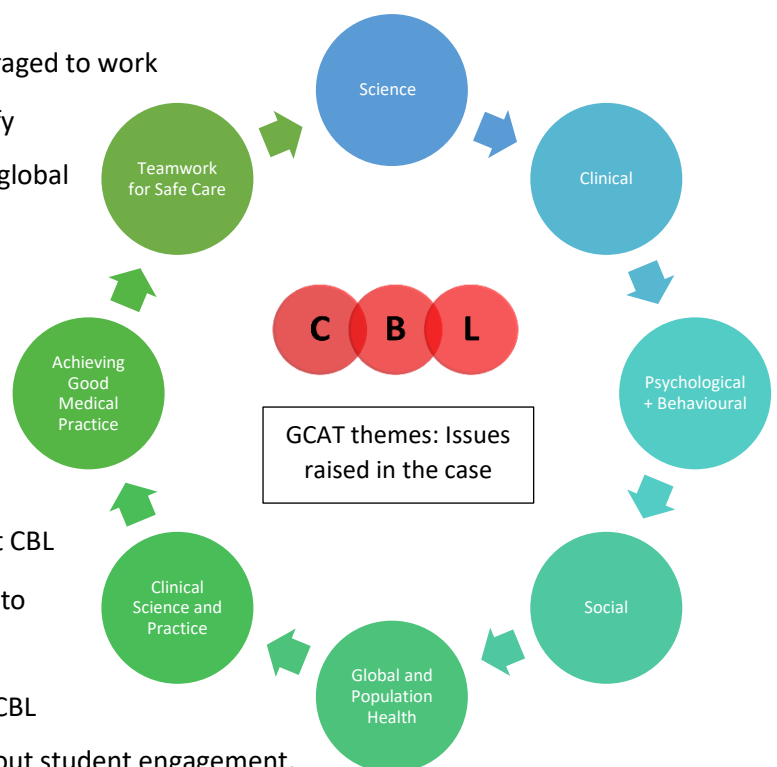 raged to work
fy
global
t CBL
to
CBL
out student engagement.
Science
Clinical
Psychological
+ Behavioural
Social
Global and
Population
Health
Clinical
Science and
Practice
Achieving
Good
Medical
Practice
Teamwork
for Safe Care
C B L
GCAT themes: Issues
raised in the case